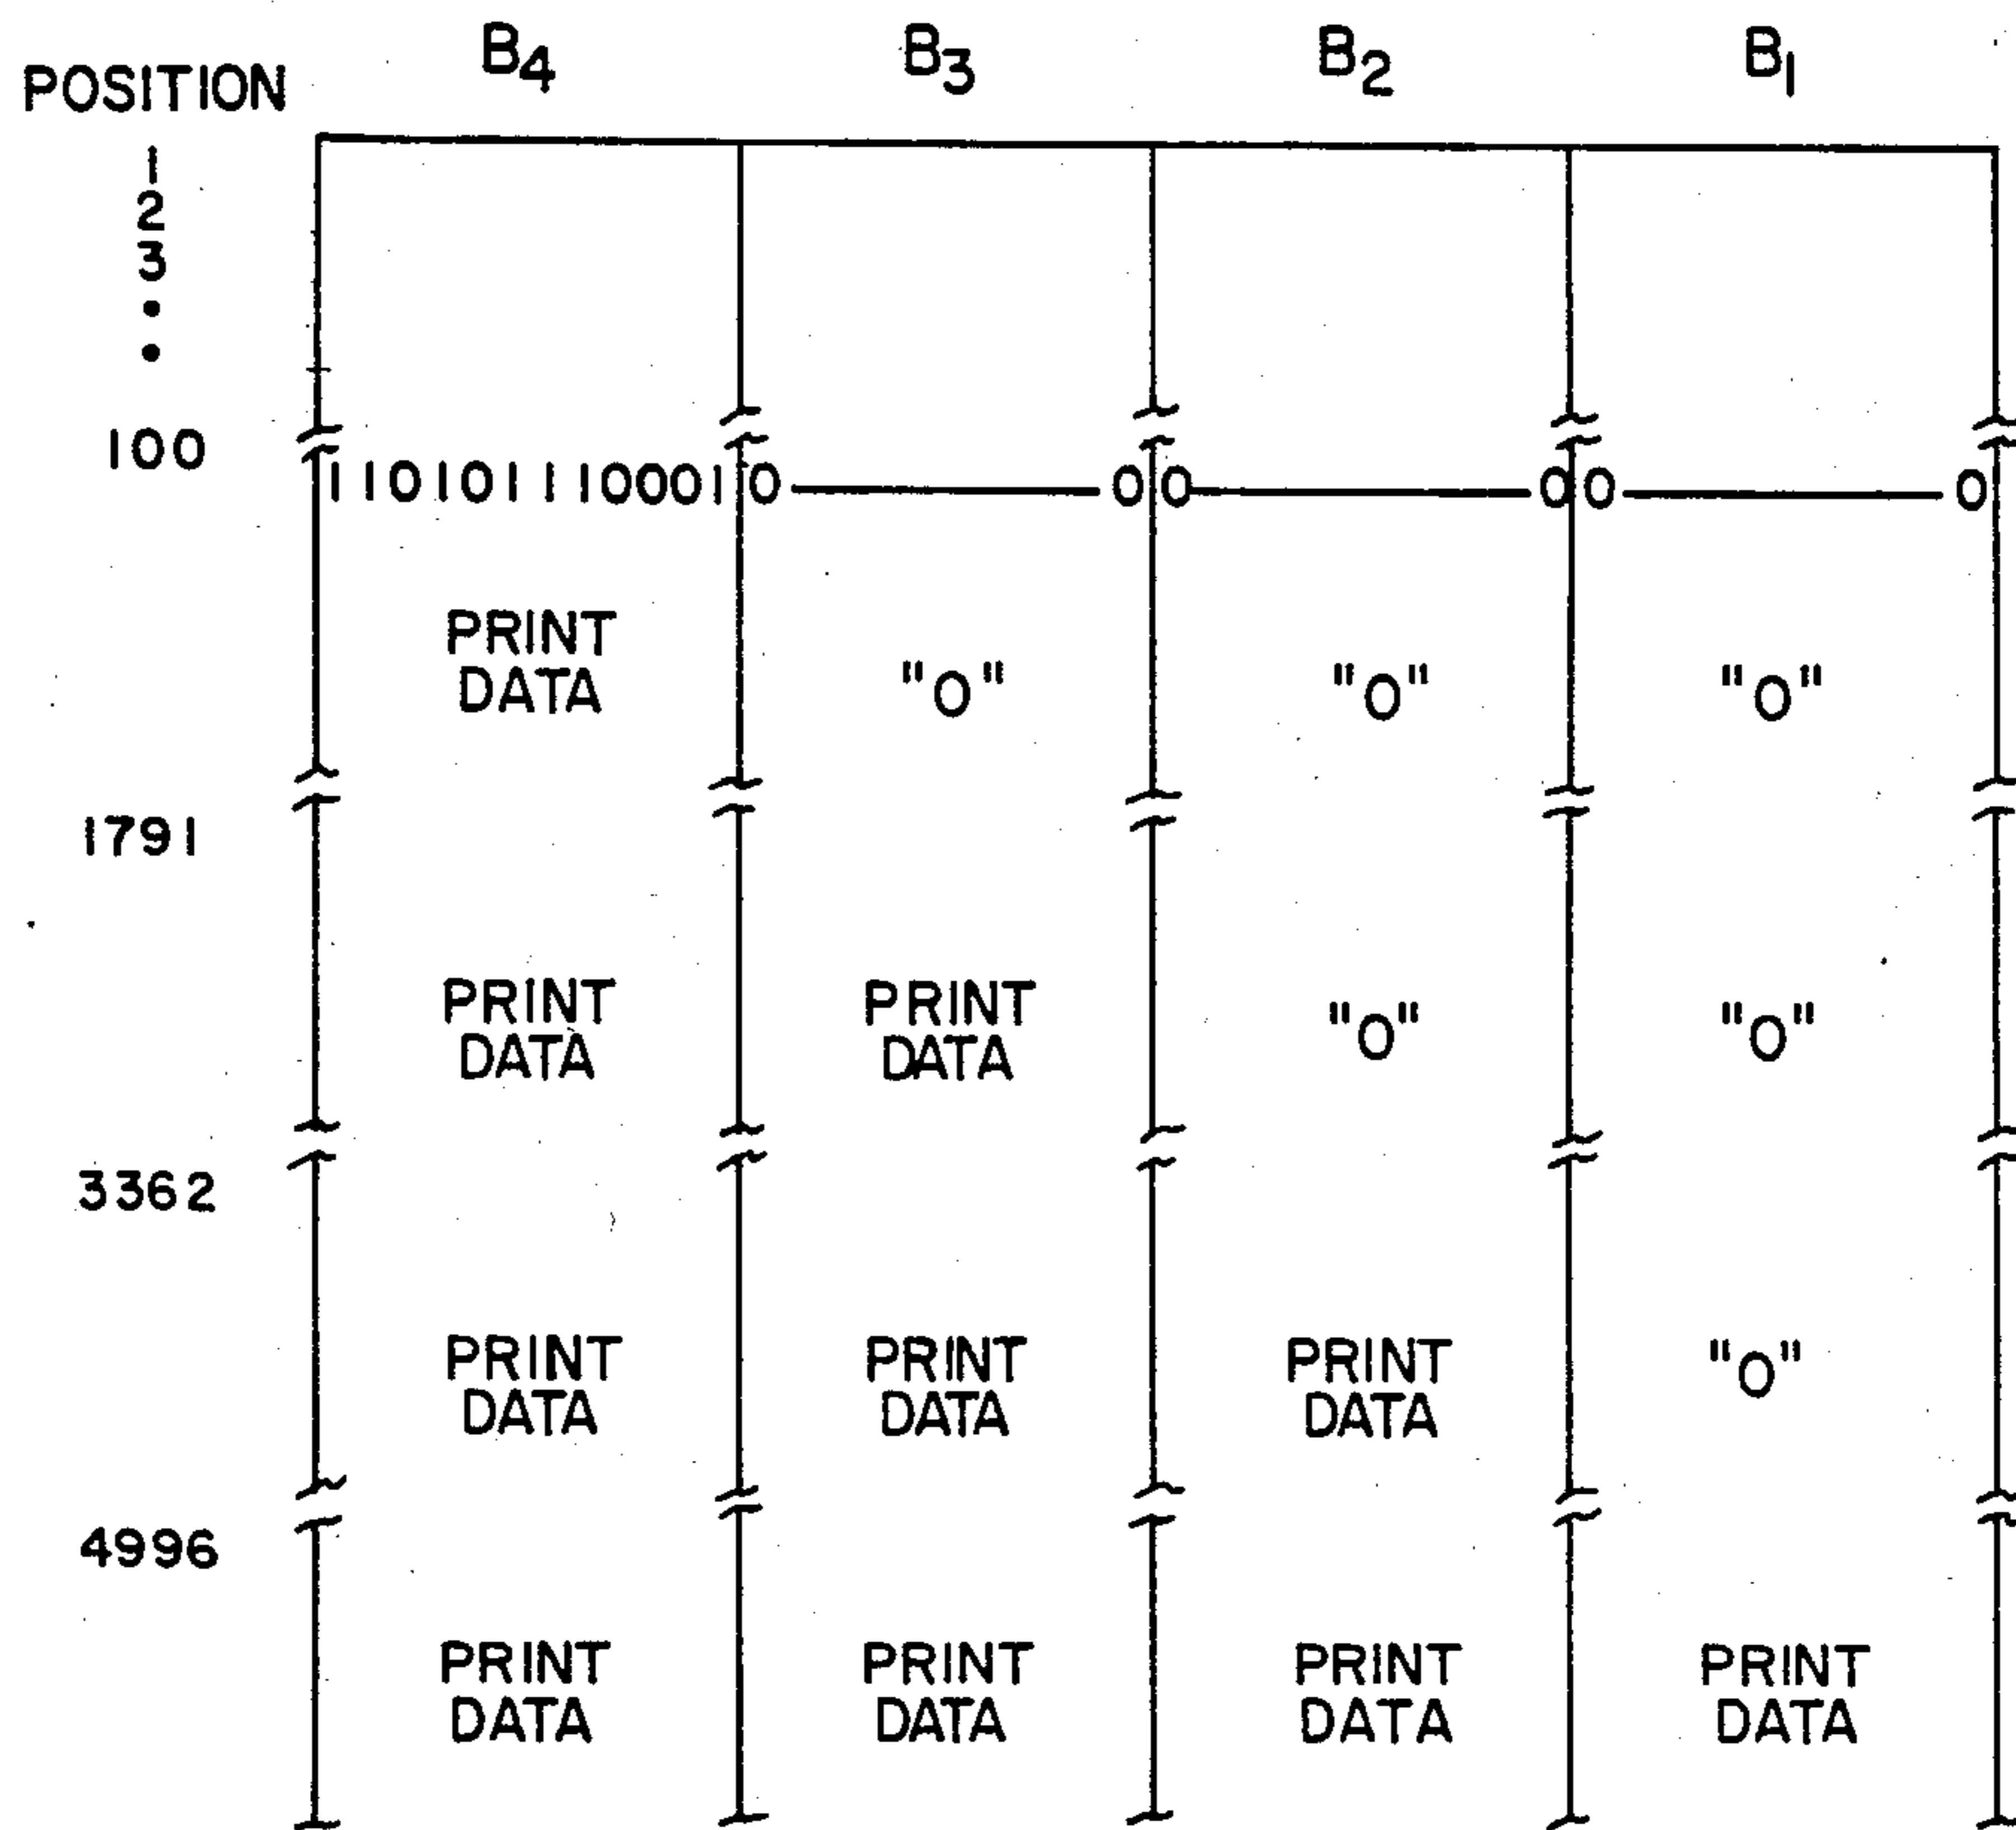 POSITION B4 B3 B2 B1
1
2
3
100
110101110001 0 0 0 0 0 0
PRINT DATA "0" "0" "0"
1791
PRINT DATA PRINT DATA "0" "0"
3362
PRINT DATA PRINT DATA PRINT DATA "0"
4996
PRINT DATA PRINT DATA PRINT DATA PRINT DATA